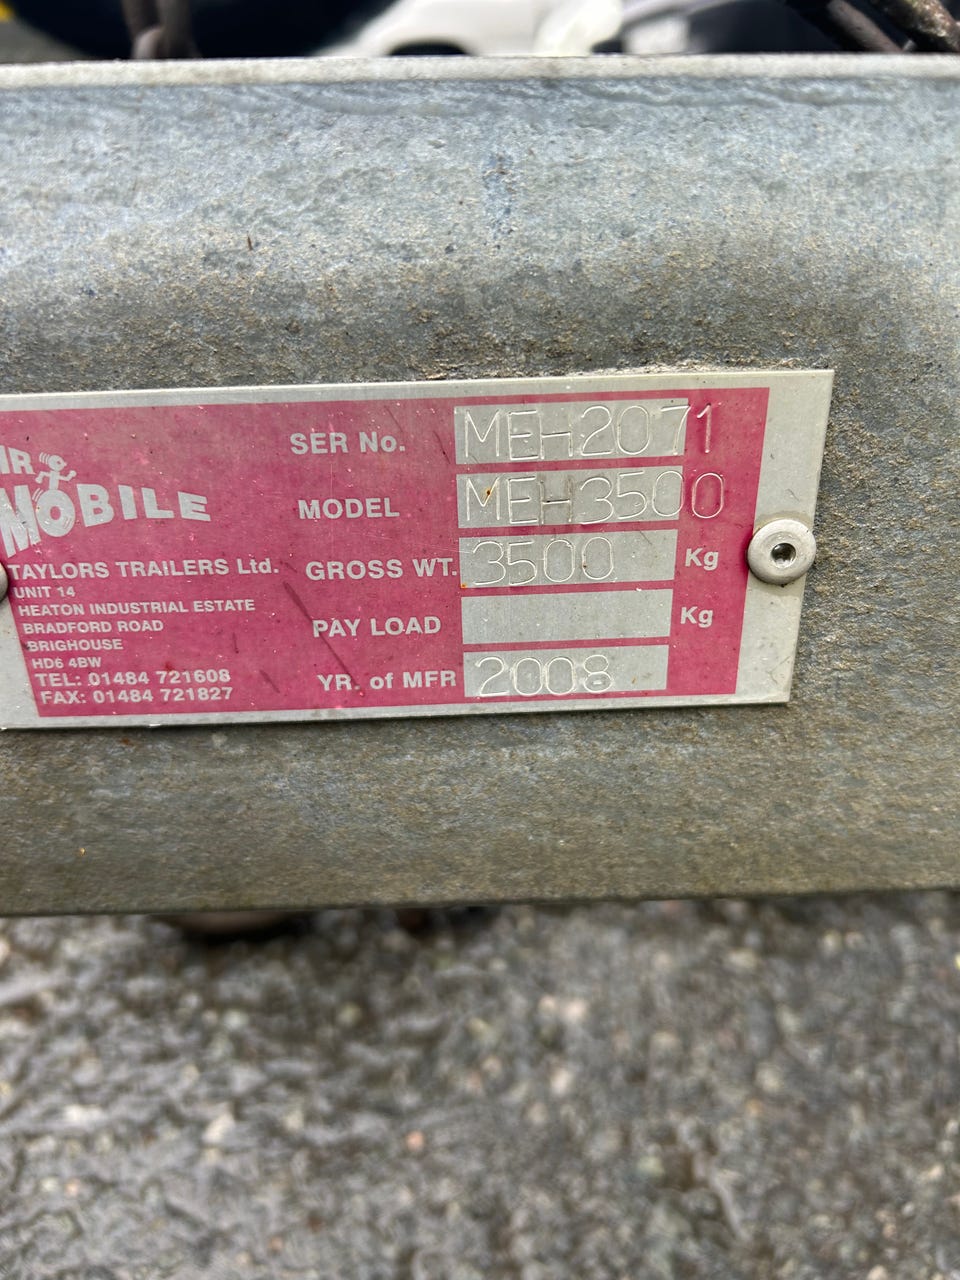 MR
MOBILE
TAYLORS TRAILERS Ltd.
UNIT 14
HEATON INDUSTRIAL ESTATE
BRADFORD ROAD
BRIGHOUSE
HD6 4BW
TEL: 01484 721608
FAX: 01484 721827
SER No. MEH2071
MODEL MEH3500
GROSS WT. 3500 Kg
PAY LOAD Kg
YR. of MFR 2008